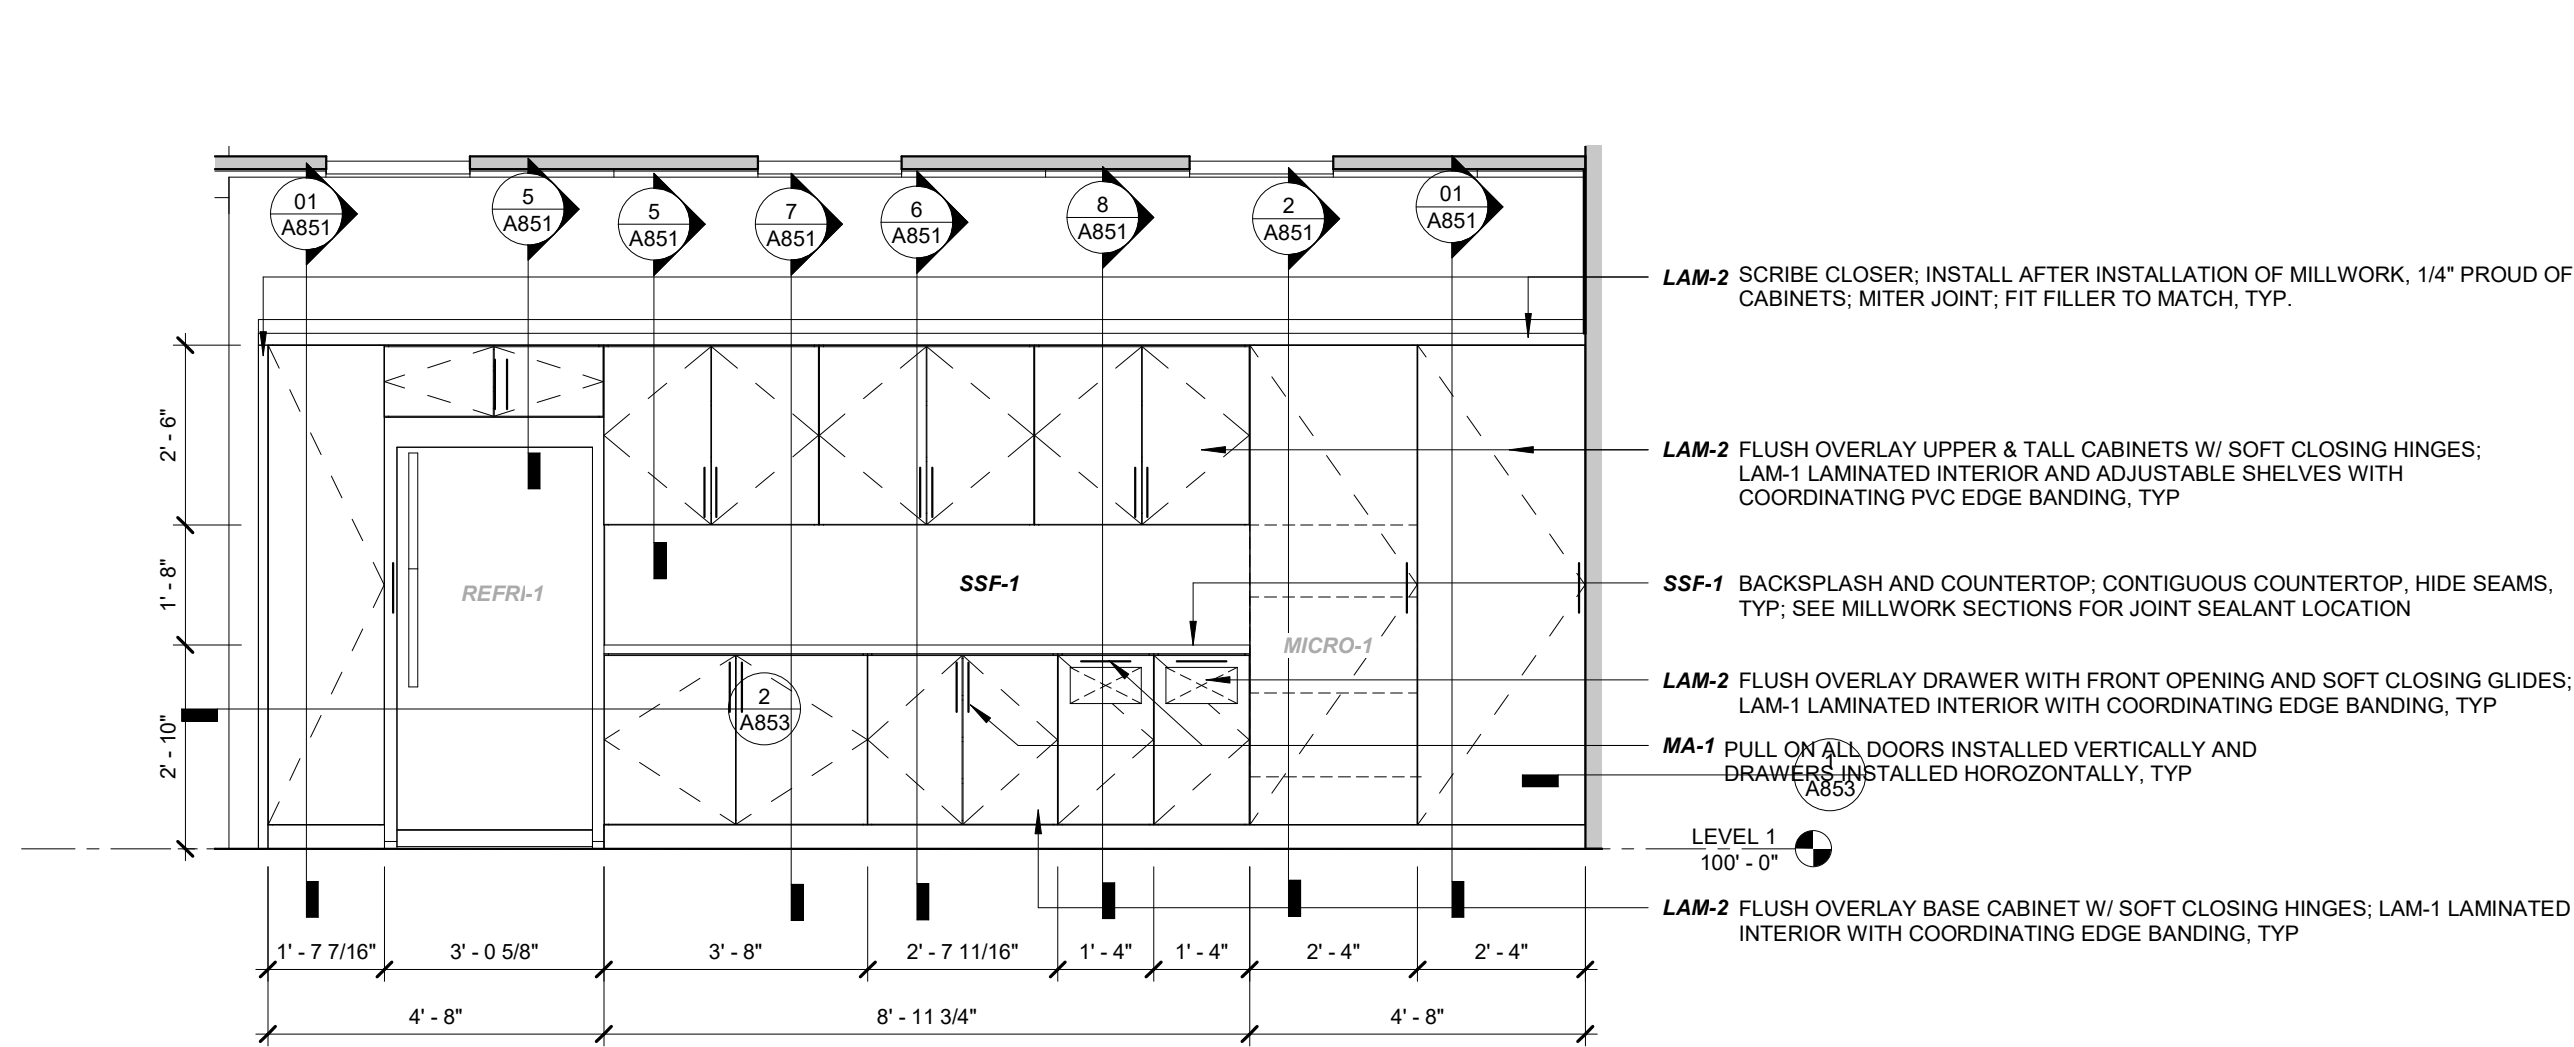 01
A851
5
A851
5
A851
7
A851
6
A851
8
A851
2
A851
01
A851
LAM-2 SCRIBE CLOSER; INSTALL AFTER INSTALLATION OF MILLWORK, 1/4" PROUD OF
CABINETS; MITER JOINT; FIT FILLER TO MATCH, TYP.
2' - 6"
LAM-2 FLUSH OVERLAY UPPER & TALL CABINETS W/ SOFT CLOSING HINGES;
LAM-1 LAMINATED INTERIOR AND ADJUSTABLE SHELVES WITH
COORDINATING PVC EDGE BANDING, TYP
1' - 8"
REFRI-1
SSF-1
SSF-1 BACKSPLASH AND COUNTERTOP; CONTIGUOUS COUNTERTOP, HIDE SEAMS,
TYP; SEE MILLWORK SECTIONS FOR JOINT SEALANT LOCATION
MICRO-1
LAM-2 FLUSH OVERLAY DRAWER WITH FRONT OPENING AND SOFT CLOSING GLIDES;
LAM-1 LAMINATED INTERIOR WITH COORDINATING EDGE BANDING, TYP
2
A853
2' - 10"
MA-1 PULL ON ALL DOORS INSTALLED VERTICALLY AND
DRAWERS INSTALLED HOROZONTALLY, TYP
1
A853
LEVEL 1
100' - 0"
LAM-2 FLUSH OVERLAY BASE CABINET W/ SOFT CLOSING HINGES; LAM-1 LAMINATED
INTERIOR WITH COORDINATING EDGE BANDING, TYP
1' - 7 7/16" 3' - 0 5/8" 3' - 8" 2' - 7 11/16" 1' - 4" 1' - 4" 2' - 4" 2' - 4"
4' - 8" 8' - 11 3/4" 4' - 8"